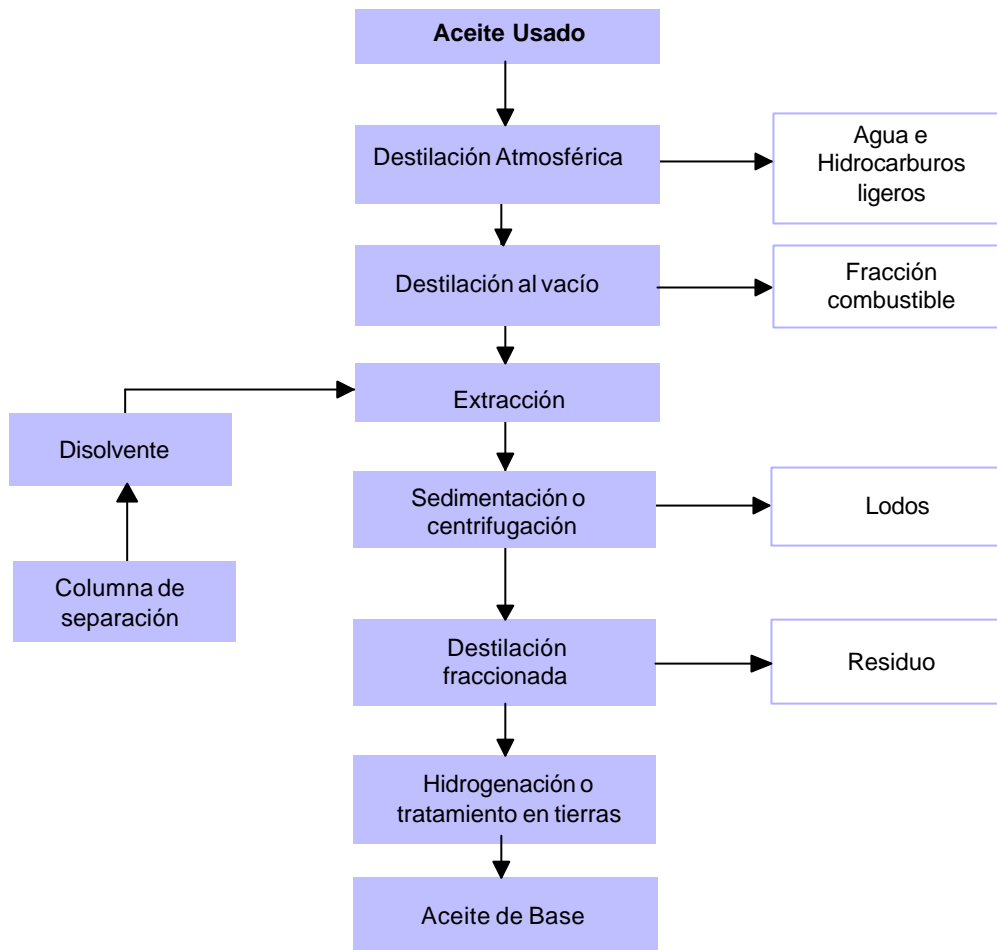 Aceite Usado
Destilación Atmosférica
Agua e
Hidrocarburos
ligeros
Destilación al vacío
Fracción
combustible
Extracción
Disolvente
Sedimentación o
centrifugación
Lodos
Columna de
separación
Destilación
fraccionada
Residuo
Hidrogenación o
tratamiento en tierras
Aceite de Base